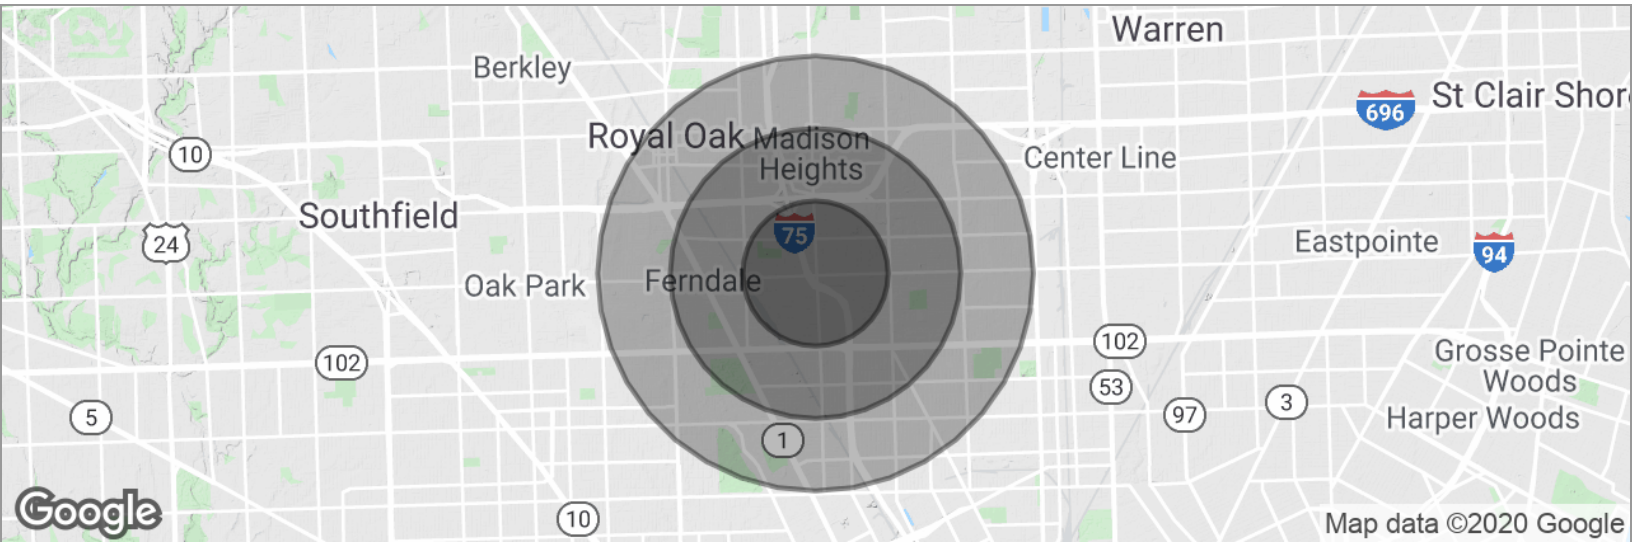 Warren
Berkley
St Clair Shor
696
Royal Oak
Madison
Heights
10
Center Line
Southfield
24
75
Eastpointe
94
Oak Park
Ferndale
102
102
Grosse Pointe
Woods
53
5
97
3
Harper Woods
1
Google
10
Map data ©2020 Google